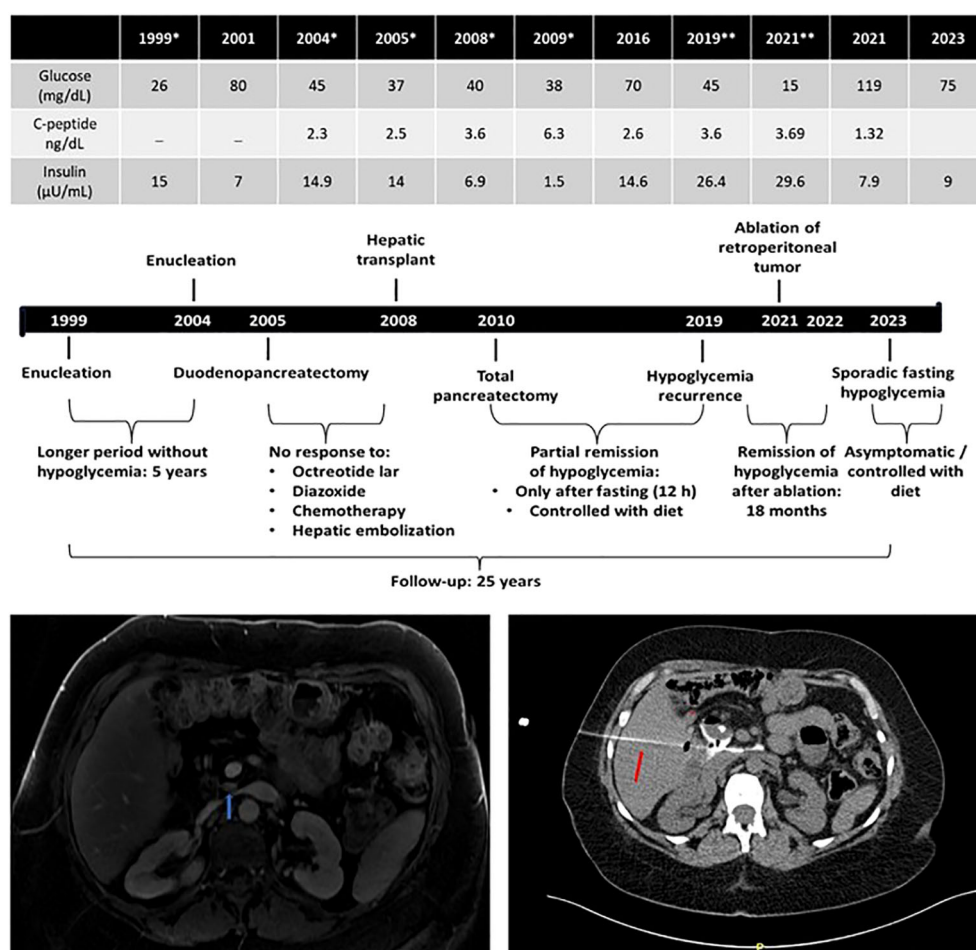 1999* 2001 2004* 2005* 2008* 2009* 2016 2019** 2021** 2021 2023
Glucose (mg/dL) 26 80 45 37 40 38 70 45 15 119 75
C-peptide ng/dL _ _ 2.3 2.5 3.6 6.3 2.6 3.6 3.69 1.32
Insulin (µU/mL) 15 7 14.9 14 6.9 1.5 14.6 26.4 29.6 7.9 9
Enucleation
Hepatic
transplant
Ablation of
retroperitoneal
tumor
1999 2004 2005 2008 2010 2019 2021 2022 2023
Enucleation
Duodenopancreatectomy
Total
pancreatectomy
Hypoglycemia
recurrence
Sporadic fasting
hypoglycemia
Longer period without
hypoglycemia: 5 years
No response to:
• Octreotide lar
• Diazoxide
• Chemotherapy
• Hepatic embolization
Partial remission
of hypoglycemia:
• Only after fasting (12 h)
• Controlled with diet
Remission of
hypoglycemia
after ablation:
18 months
Asymptomatic /
controlled with
diet
Follow-up: 25 years
P